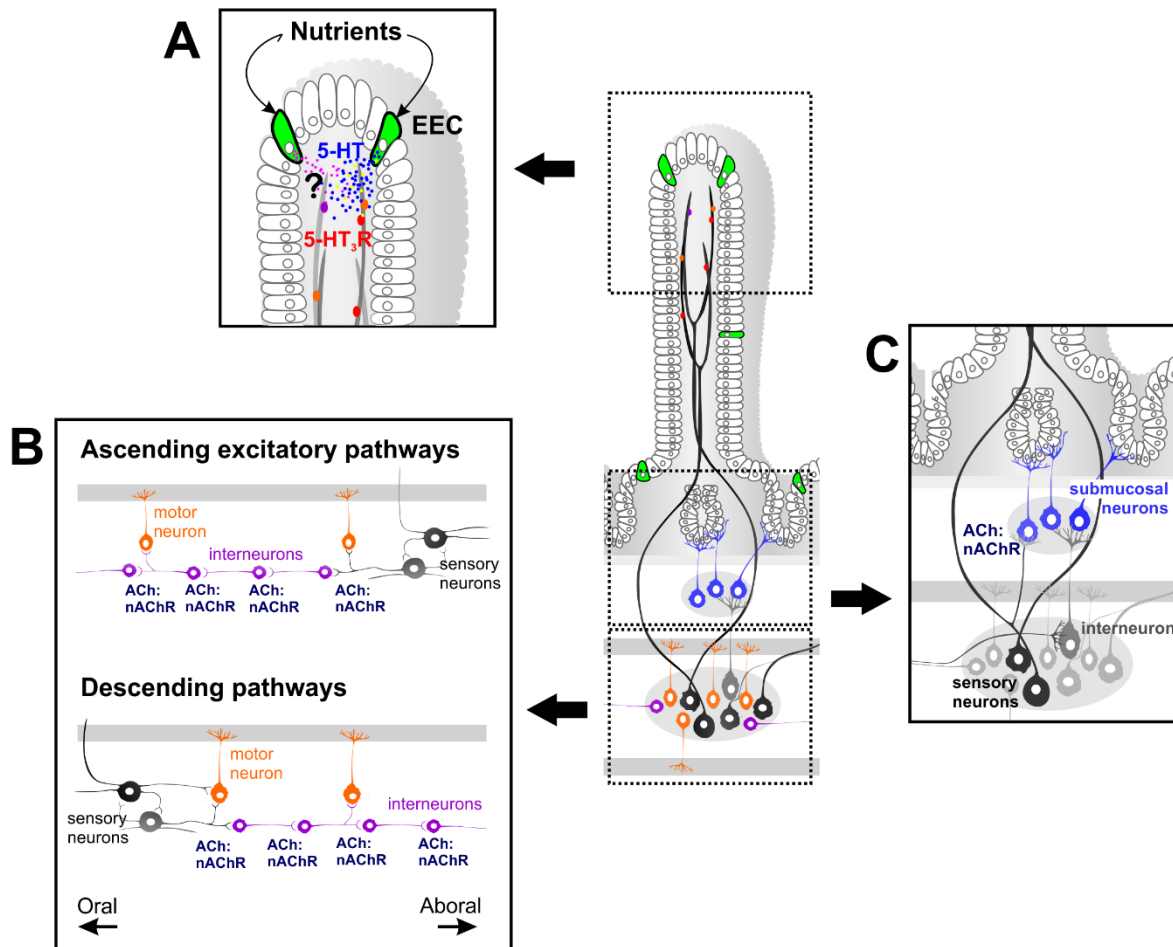 A
Nutrients
EEC
5-HT
?
5-HT₃R
B
Ascending excitatory pathways
motor
neuron
interneurons
sensory
neurons
ACh:
nAChR
ACh:
nAChR
ACh:
nAChR
ACh:
nAChR
Descending pathways
motor
neuron
interneurons
sensory
neurons
ACh:
nAChR
ACh:
nAChR
ACh:
nAChR
ACh:
nAChR
Oral
Aboral
C
submucosal
neurons
ACh:
nAChR
interneuron
sensory
neurons